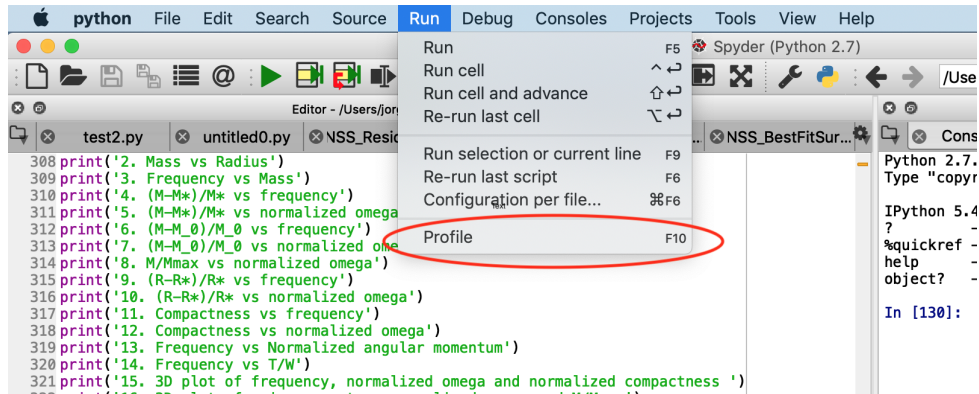 python File Edit Search Source Run Debug Consoles Projects Tools View Help
Spyder (Python 2.7)
/Use
Editor - /Users/jor
Run F5
Run cell ^↩
Run cell and advance ⇧↩
Re-run last cell ⌥↩
Run selection or current line F9
Re-run last script F6
Configuration per file... ⌘F6
Text
Profile F10
test2.py untitled0.py NSS_Resid ... NSS_BestFitSur... Cons
308 print('2. Mass vs Radius')
309 print('3. Frequency vs Mass')
310 print('4. (M-M*)/M* vs frequency')
311 print('5. (M-M*)/M* vs normalized omega
312 print('6. (M-M_0)/M_0 vs frequency')
313 print('7. (M-M_0)/M_0 vs normalized ome
314 print('8. M/Mmax vs normalized omega')
315 print('9. (R-R*)/R* vs frequency')
316 print('10. (R-R*)/R* vs normalized omega')
317 print('11. Compactness vs frequency')
318 print('12. Compactness vs normalized omega')
319 print('13. Frequency vs Normalized angular momentum')
320 print('14. Frequency vs T/W')
321 print('15. 3D plot of frequency, normalized omega and normalized compactness ')
Python 2.7.
Type "copyr
IPython 5.4
? -
%quickref -
help -
object? -
In [130]: